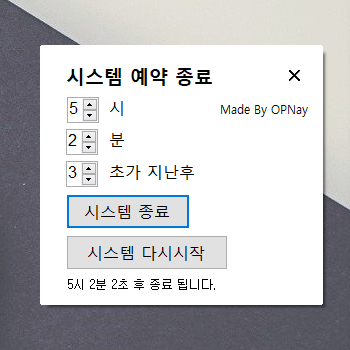 시스템 예약 종료
5 시
Made By OPNay
2 분
3 초가 지난후
시스템 종료
시스템 다시시작
5시 2분 2초 후 종료 됩니다.